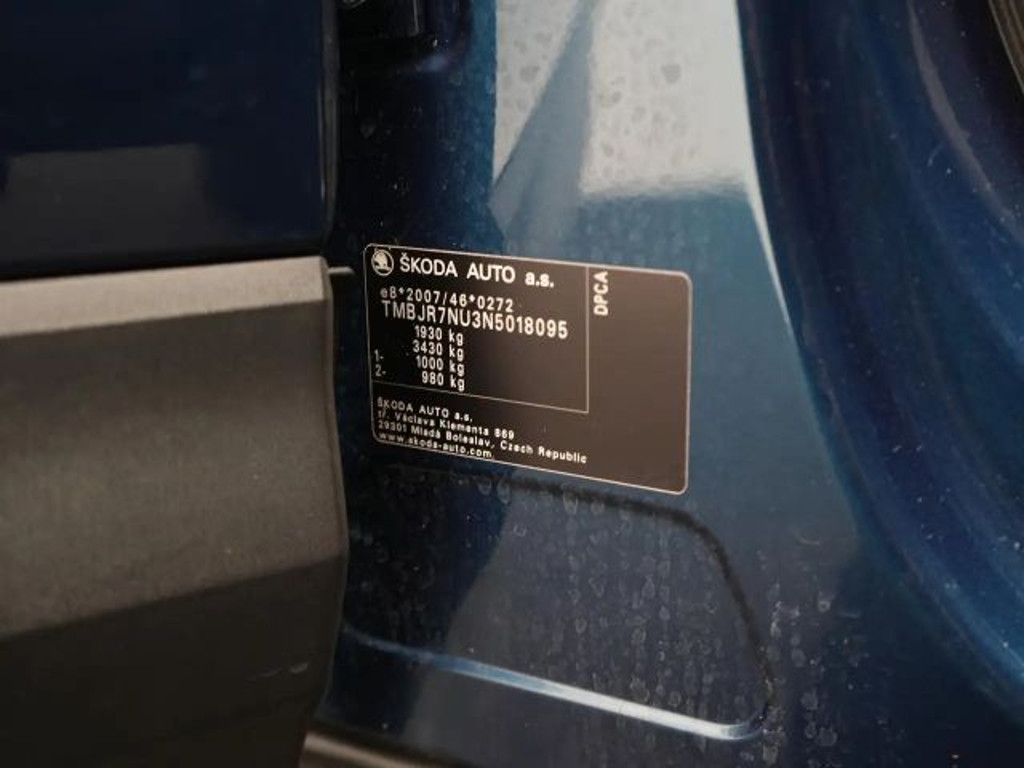 ŠKODA AUTO a.s.
DPCA
e8*2007/46*0272
TMBJR7NU3N5018095
1930 kg
3430 kg
1- 1000 kg
2- 980 kg
ŠKODA AUTO a.s.
tř. Václava Klementa 869
29301 Mladá Boleslav, Czech Republic
www.skoda-auto.com